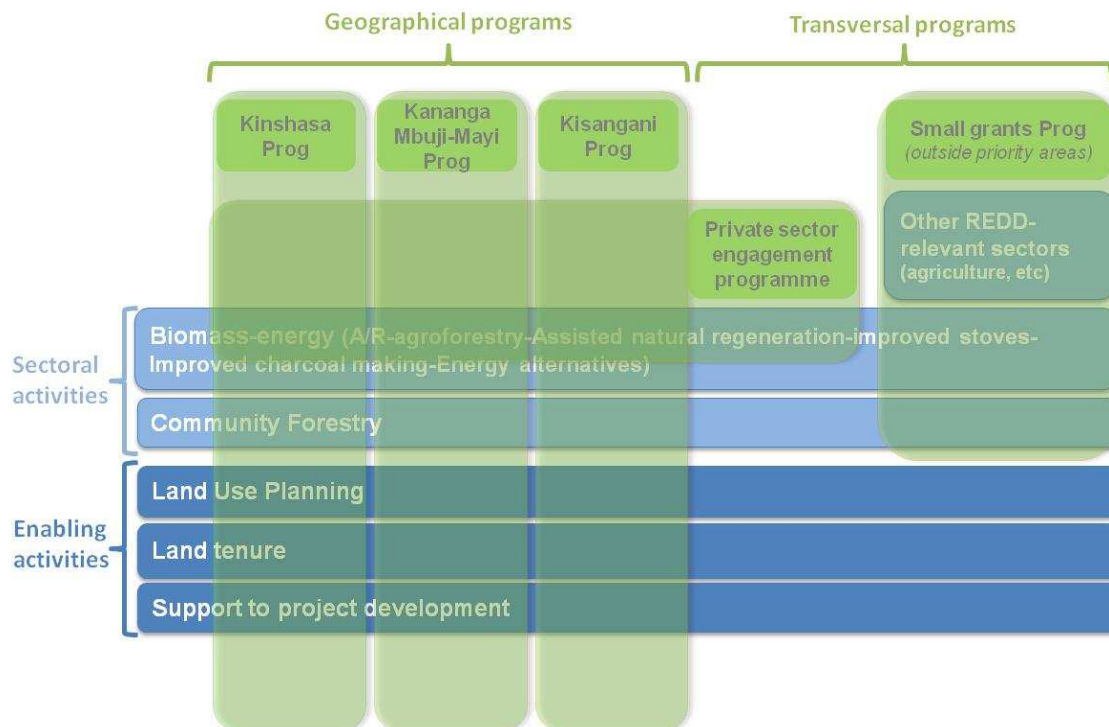 Geographical programs
Transversal programs
Kinshasa
Prog
Kananga
Mbuji-Mayi
Prog
Kisangani
Prog
Small grants Prog
(outside priority areas)
Private sector
engagement
programme
Other REDD-
relevant sectors
(agriculture, etc)
Sectoral
activities
Biomass-energy (A/R-agroforestry-Assisted natural regeneration-improved stoves-
Improved charcoal making-Energy alternatives)
Community Forestry
Enabling
activities
Land Use Planning
Land tenure
Support to project development